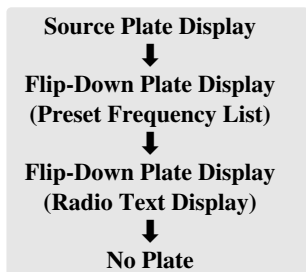 Source Plate Display
Flip-Down Plate Display
(Preset Frequency List)
Flip-Down Plate Display
(Radio Text Display)
No Plate